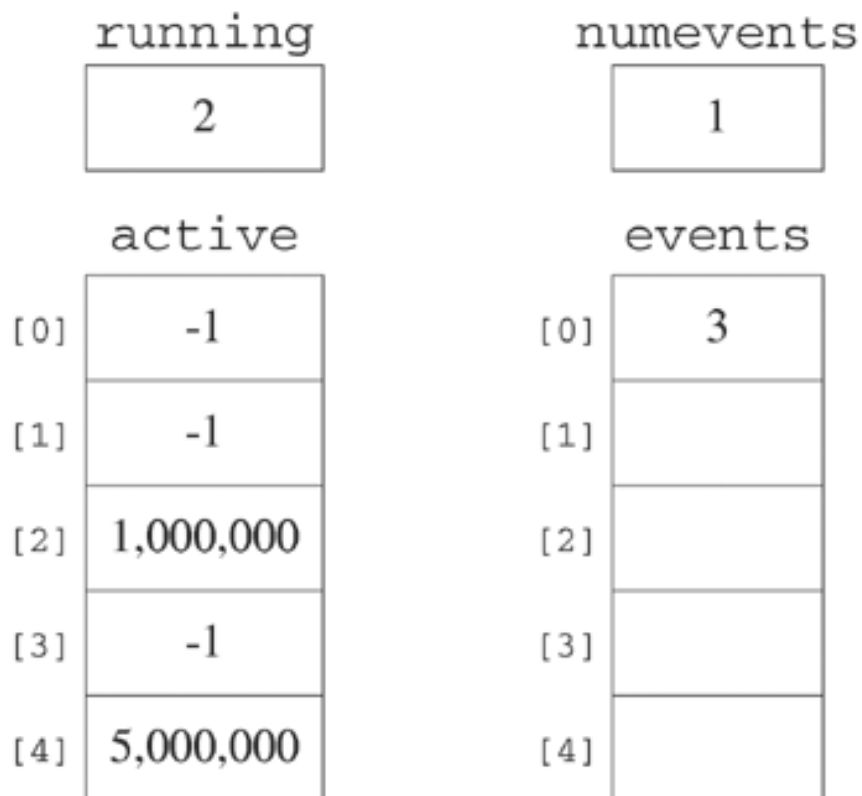 running numevents
2 1
active events
[0] -1 [0] 3
[1] -1 [1]
[2] 1,000,000 [2]
[3] -1 [3]
[4] 5,000,000 [4]